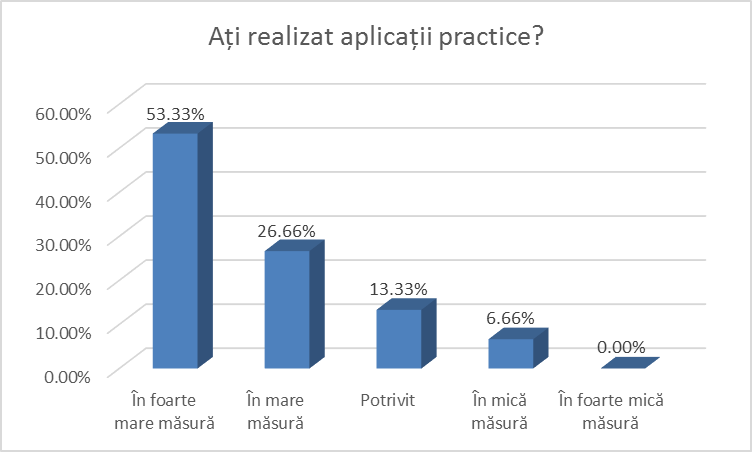 Ați realizat aplicații practice?
60.00%
50.00%
40.00%
30.00%
20.00%
10.00%
0.00%
53.33%
26.66%
13.33%
6.66%
0.00%
În foarte
mare măsură
În mare
măsură
Potrivit
În mică
măsură
În foarte mică
măsură